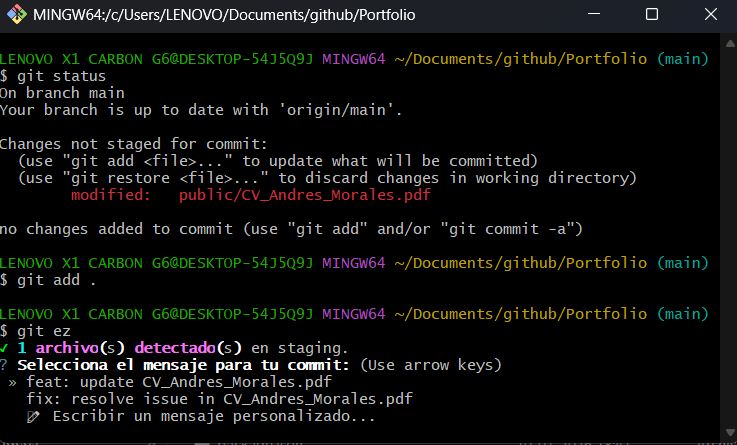 MINGW64:/c/Users/LENOVO/Documents/github/Portfolio
LENOVO X1 CARBON G6@DESKTOP-54J5Q9J MINGW64 ~/Documents/github/Portfolio (main)
$ git status
On branch main
Your branch is up to date with 'origin/main'.
Changes not staged for commit:
(use "git add <file>..." to update what will be committed)
(use "git restore <file>..." to discard changes in working directory)
modified: public/CV_Andres_Morales.pdf
no changes added to commit (use "git add" and/or "git commit -a")
LENOVO X1 CARBON G6@DESKTOP-54J5Q9J MINGW64 ~/Documents/github/Portfolio (main)
$ git add .
LENOVO X1 CARBON G6@DESKTOP-54J5Q9J MINGW64 ~/Documents/github/Portfolio (main)
$ git ez
✓ 1 archivo(s) detectado(s) en staging.
? Selecciona el mensaje para tu commit: (Use arrow keys)
» feat: update CV_Andres_Morales.pdf
fix: resolve issue in CV_Andres_Morales.pdf
📝 Escribir un mensaje personalizado...